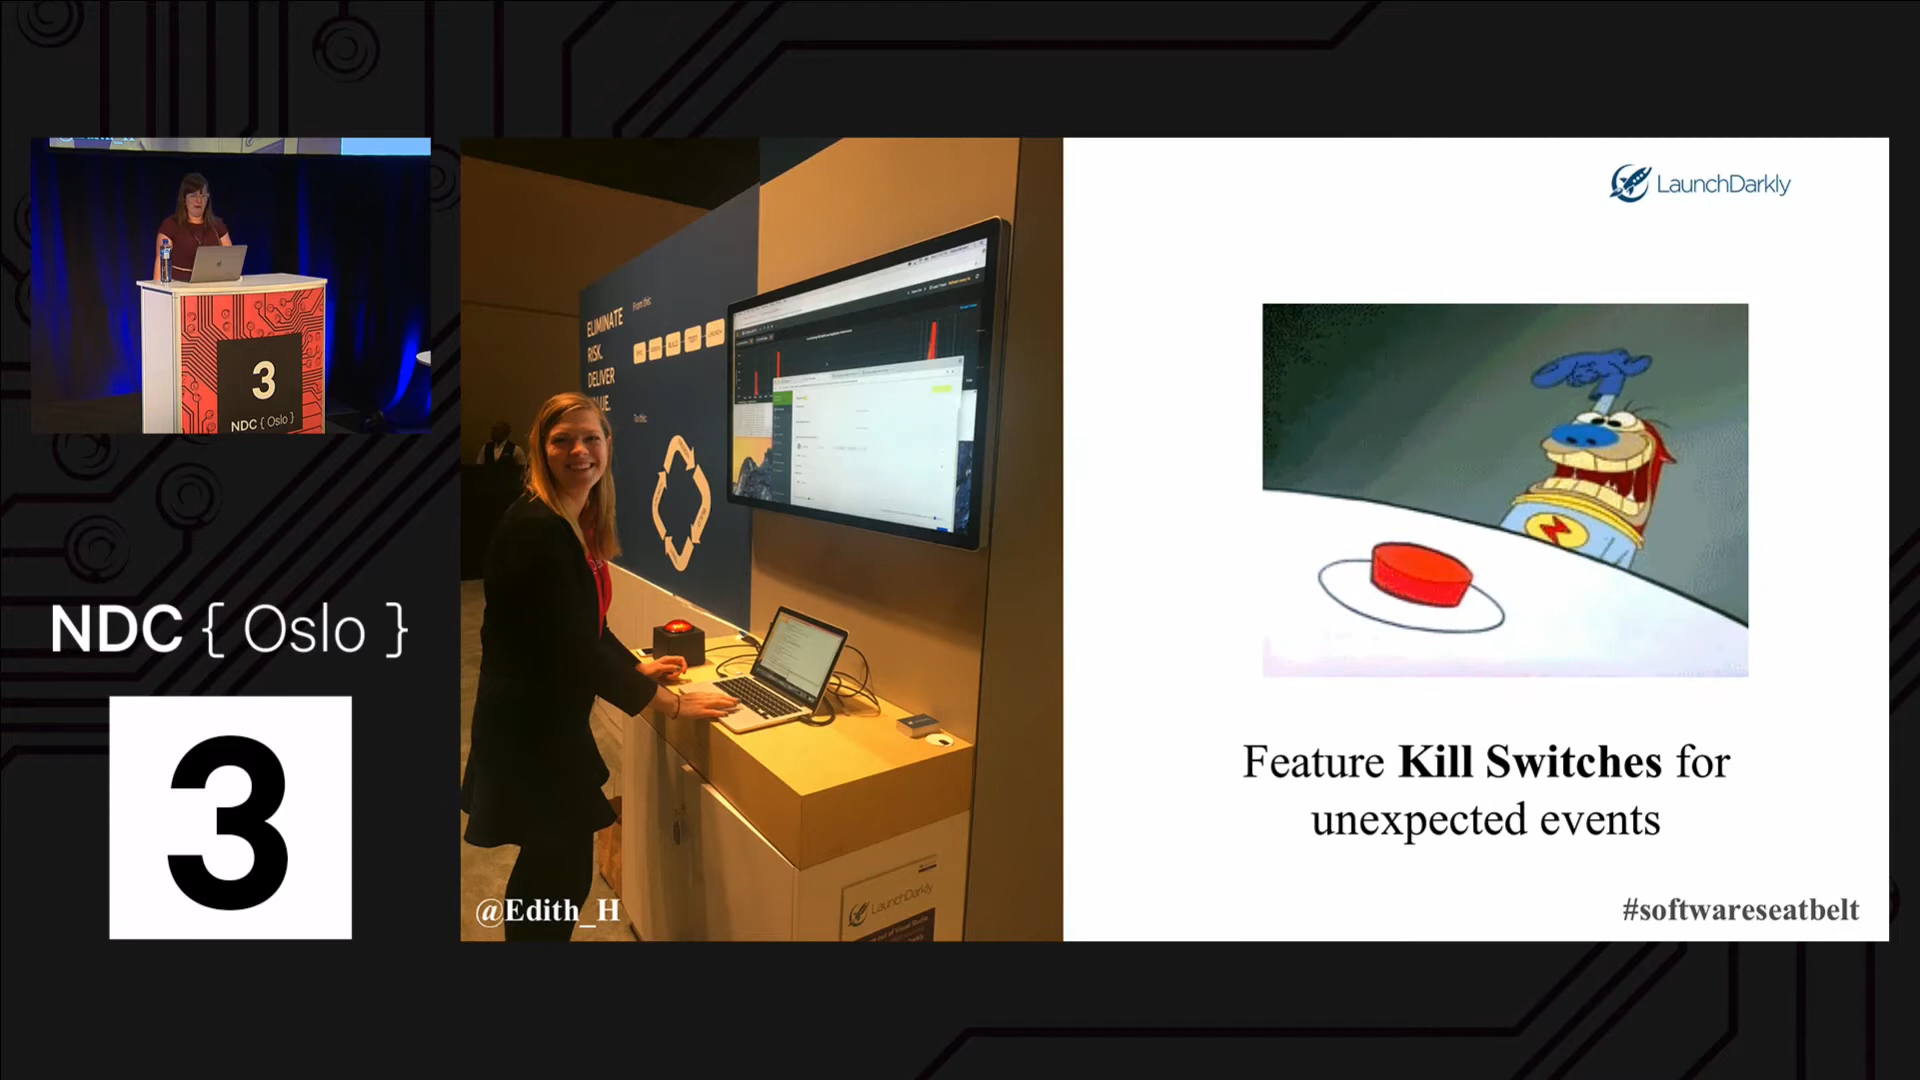 3
NDC { Oslo }
NDC { Oslo }
3
ELIMINATE
RISK.
DELIVER
From this:
To this:
LaunchDarkly
@Edith_H
LaunchDarkly
Feature Kill Switches for
unexpected events
#softwareseatbelt